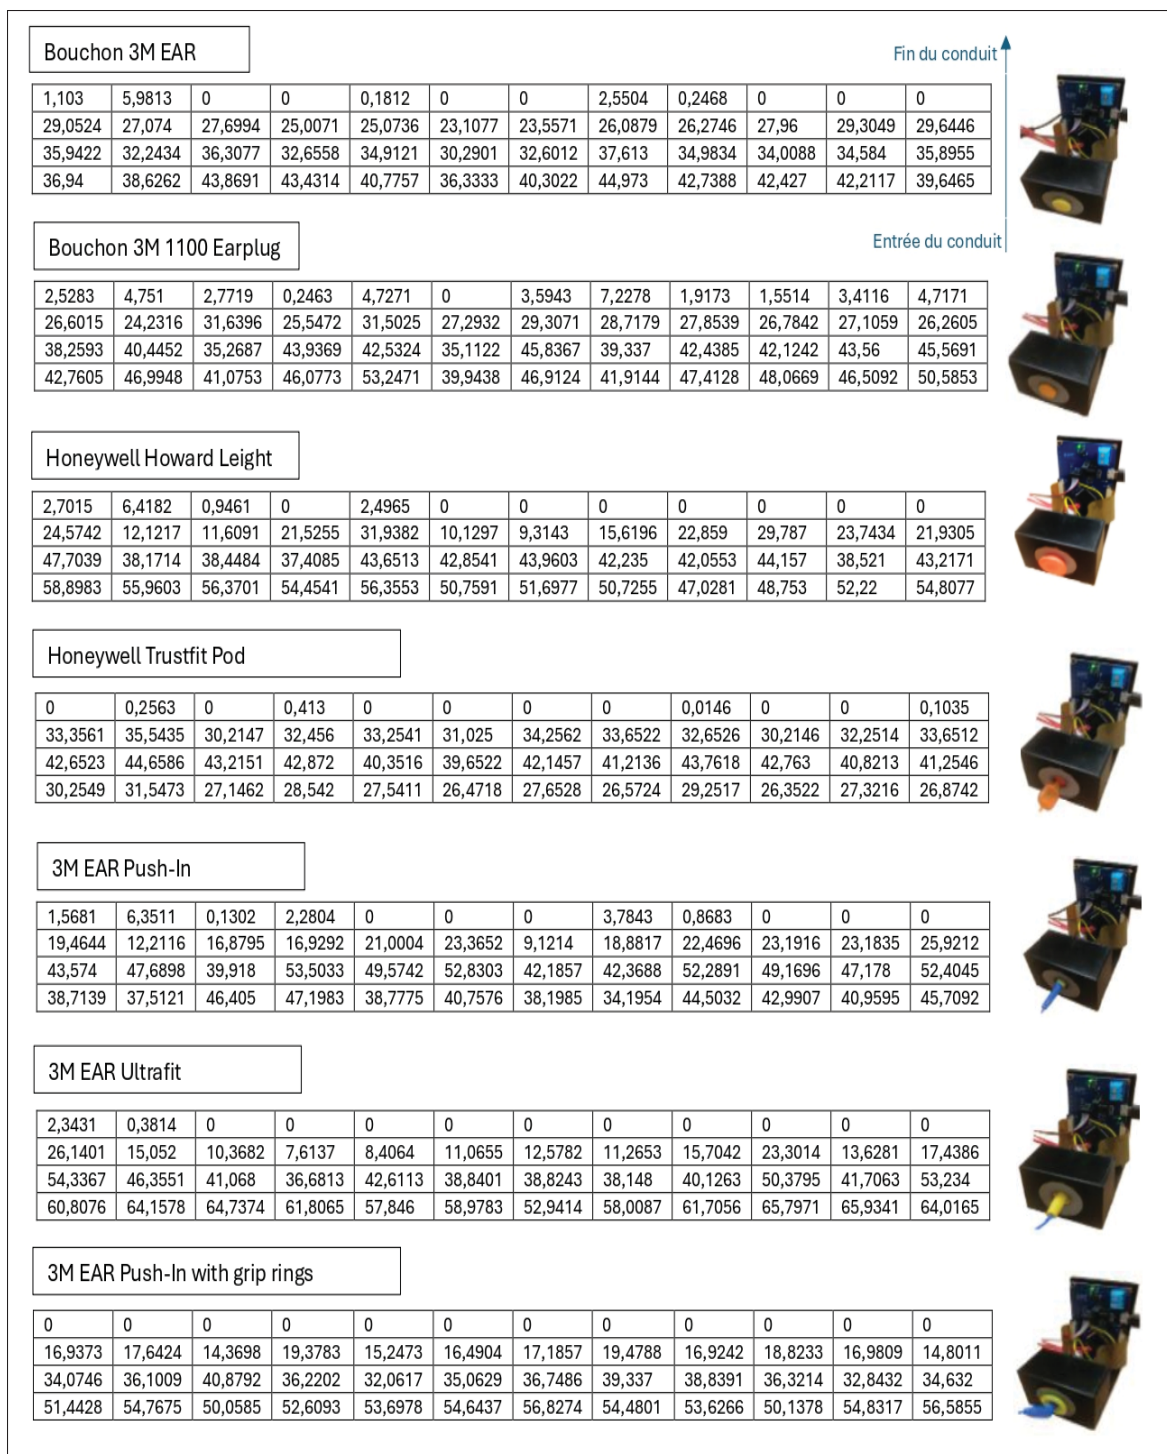 Bouchon 3M EAR
Fin du conduit
1,103 5,9813 0 0 0,1812 0 0 2,5504 0,2468 0 0 0
29,0524 27,074 27,6994 25,0071 25,0736 23,1077 23,5571 26,0879 26,2746 27,96 29,3049 29,6446
35,9422 32,2434 36,3077 32,6558 34,9121 30,2901 32,6012 37,613 34,9834 34,0088 34,584 35,8955
36,94 38,6262 43,8691 43,4314 40,7757 36,3333 40,3022 44,973 42,7388 42,427 42,2117 39,6465
Entrée du conduit
Bouchon 3M 1100 Earplug
2,5283 4,751 2,7719 0,2463 4,7271 0 3,5943 7,2278 1,9173 1,5514 3,4116 4,7171
26,6015 24,2316 31,6396 25,5472 31,5025 27,2932 29,3071 28,7179 27,8539 26,7842 27,1059 26,2605
38,2593 40,4452 35,2687 43,9369 42,5324 35,1122 45,8367 39,337 42,4385 42,1242 43,56 45,5691
42,7605 46,9948 41,0753 46,0773 53,2471 39,9438 46,9124 41,9144 47,4128 48,0669 46,5092 50,5853
Honeywell Howard Leight
2,7015 6,4182 0,9461 0 2,4965 0 0 0 0 0 0 0
24,5742 12,1217 11,6091 21,5255 31,9382 10,1297 9,3143 15,6196 22,859 29,787 23,7434 21,9305
47,7039 38,1714 38,4484 37,4085 43,6513 42,8541 43,9603 42,235 42,0553 44,157 38,521 43,2171
58,8983 55,9603 56,3701 54,4541 56,3553 50,7591 51,6977 50,7255 47,0281 48,753 52,22 54,8077
Honeywell Trustfit Pod
0 0,2563 0 0,413 0 0 0 0 0,0146 0 0 0,1035
33,3561 35,5435 30,2147 32,456 33,2541 31,025 34,2562 33,6522 32,6526 30,2146 32,2514 33,6512
42,6523 44,6586 43,2151 42,872 40,3516 39,6522 42,1457 41,2136 43,7618 42,763 40,8213 41,2546
30,2549 31,5473 27,1462 28,542 27,5411 26,4718 27,6528 26,5724 29,2517 26,3522 27,3216 26,8742
3M EAR Push-In
1,5681 6,3511 0,1302 2,2804 0 0 0 3,7843 0,8683 0 0 0
19,4644 12,2116 16,8795 16,9292 21,0004 23,3652 9,1214 18,8817 22,4696 23,1916 23,1835 25,9212
43,574 47,6898 39,918 53,5033 49,5742 52,8303 42,1857 42,3688 52,2891 49,1696 47,178 52,4045
38,7139 37,5121 46,405 47,1983 38,7775 40,7576 38,1985 34,1954 44,5032 42,9907 40,9595 45,7092
3M EAR Ultrafit
2,3431 0,3814 0 0 0 0 0 0 0 0 0 0
26,1401 15,052 10,3682 7,6137 8,4064 11,0655 12,5782 11,2653 15,7042 23,3014 13,6281 17,4386
54,3367 46,3551 41,068 36,6813 42,6113 38,8401 38,8243 38,148 40,1263 50,3795 41,7063 53,234
60,8076 64,1578 64,7374 61,8065 57,846 58,9783 52,9414 58,0087 61,7056 65,7971 65,9341 64,0165
3M EAR Push-In with grip rings
0 0 0 0 0 0 0 0 0 0 0 0
16,9373 17,6424 14,3698 19,3783 15,2473 16,4904 17,1857 19,4788 16,9242 18,8233 16,9809 14,8011
34,0746 36,1009 40,8792 36,2202 32,0617 35,0629 36,7486 39,337 38,8391 36,3214 32,8432 34,632
51,4428 54,7675 50,0585 52,6093 53,6978 54,6437 56,8274 54,4801 53,6266 50,1378 54,8317 56,5855